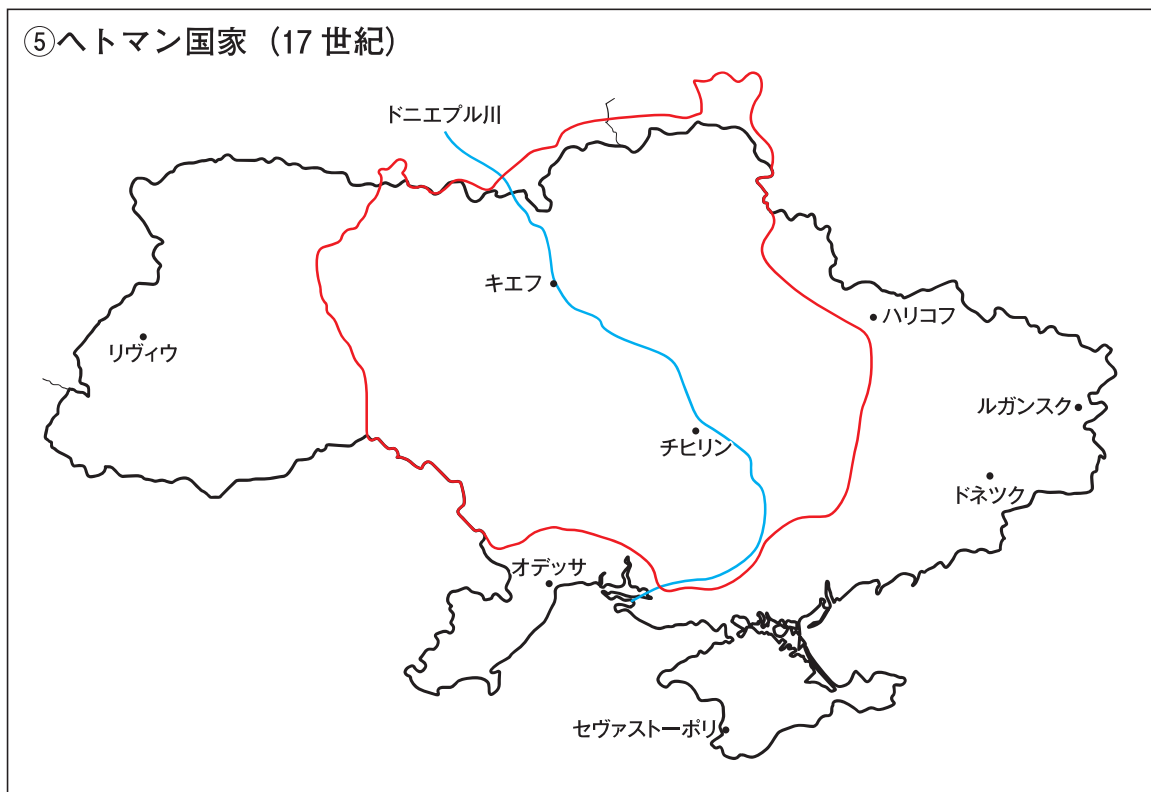 ⑤ヘトマン国家（17 世紀）
ドニエプル川
キエフ
ハリコフ
リヴィウ
ルガンスク
チヒリン
ドネツク
オデッサ
セヴァストーポリ